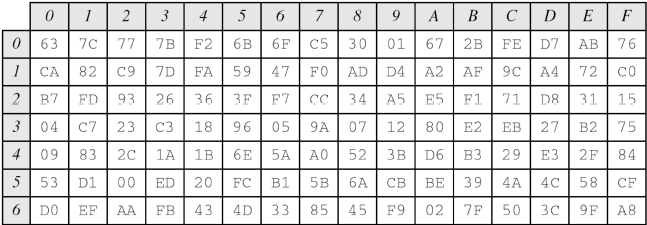 0 1 2 3 4 5 6 7 8 9 A B C D E F
0 63 7C 77 7B F2 6B 6F C5 30 01 67 2B FE D7 AB 76
1 CA 82 C9 7D FA 59 47 F0 AD D4 A2 AF 9C A4 72 C0
2 B7 FD 93 26 36 3F F7 CC 34 A5 E5 F1 71 D8 31 15
3 04 C7 23 C3 18 96 05 9A 07 12 80 E2 EB 27 B2 75
4 09 83 2C 1A 1B 6E 5A A0 52 3B D6 B3 29 E3 2F 84
5 53 D1 00 ED 20 FC B1 5B 6A CB BE 39 4A 4C 58 CF
6 D0 EF AA FB 43 4D 33 85 45 F9 02 7F 50 3C 9F A8